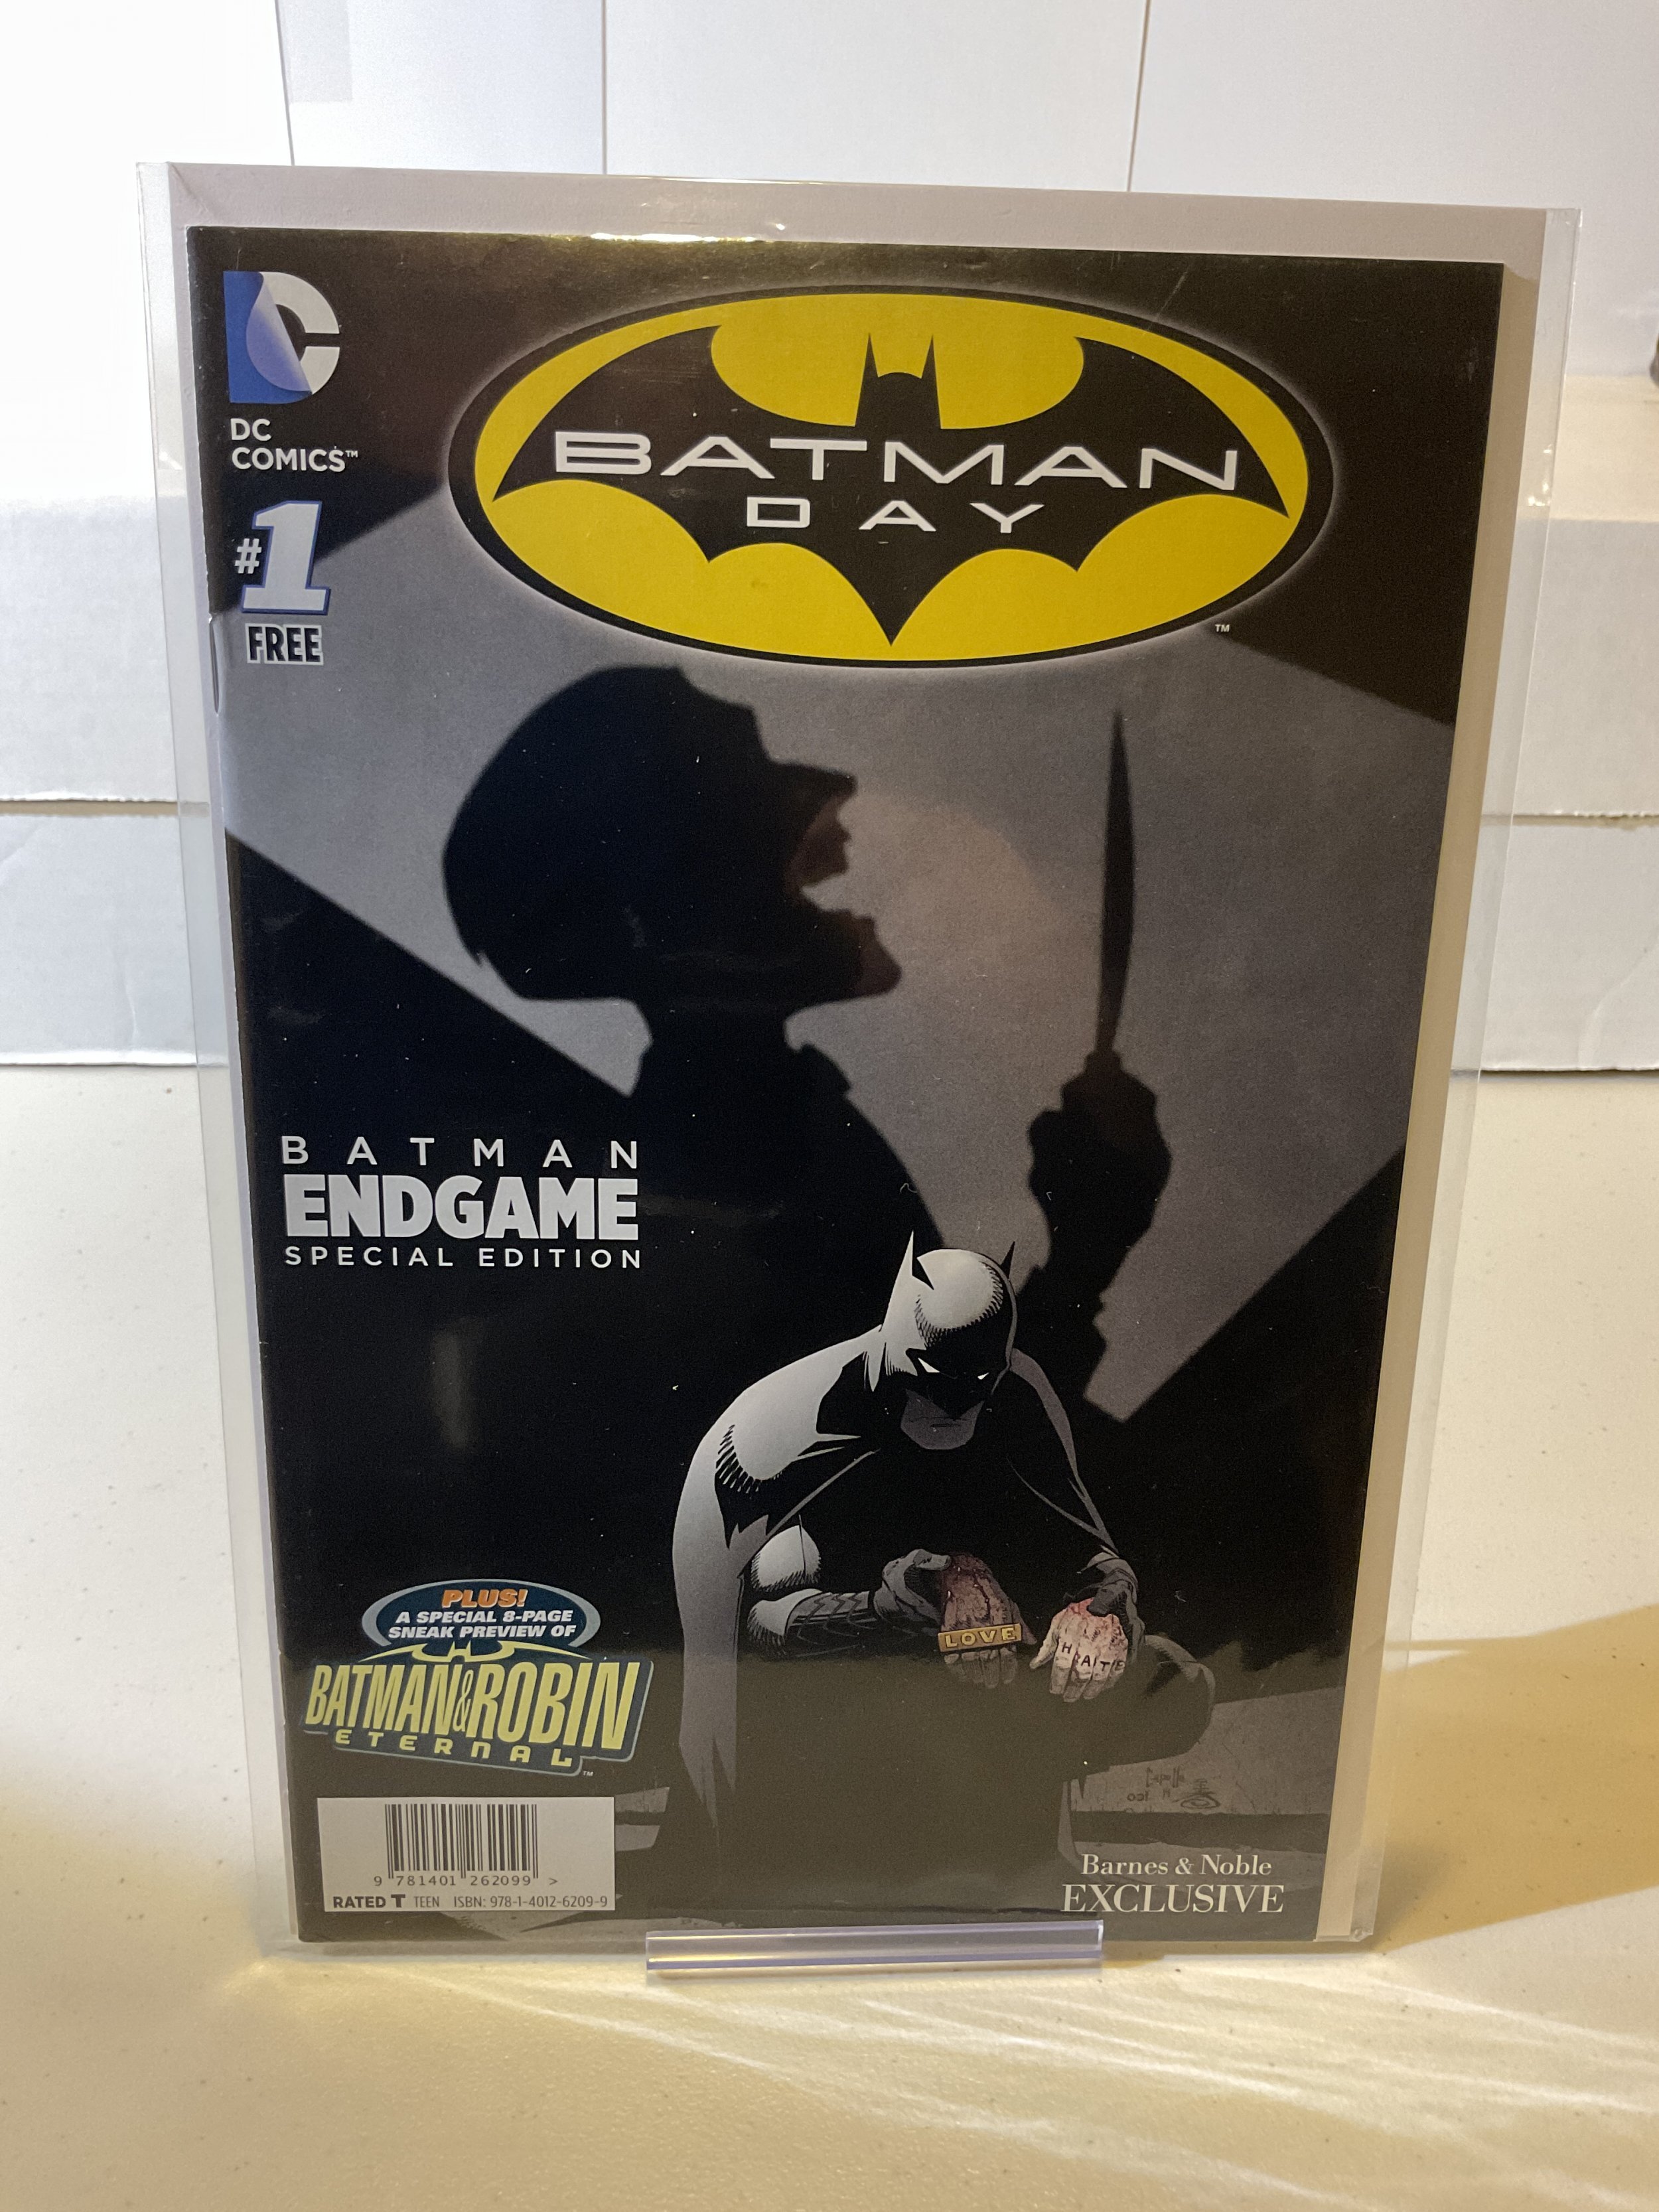 DC
COMICS™
#1
FREE
BATMAN
DAY
™
BATMAN
ENDGAME
SPECIAL EDITION
LOVE
HATE
PLUS!
A SPECIAL 8-PAGE
SNEAK PREVIEW OF
BATMAN & ROBIN
ETERNAL
™
9 781401 262099 >
RATED T TEEN ISBN: 978-1-4012-6209-9
Barnes & Noble
EXCLUSIVE